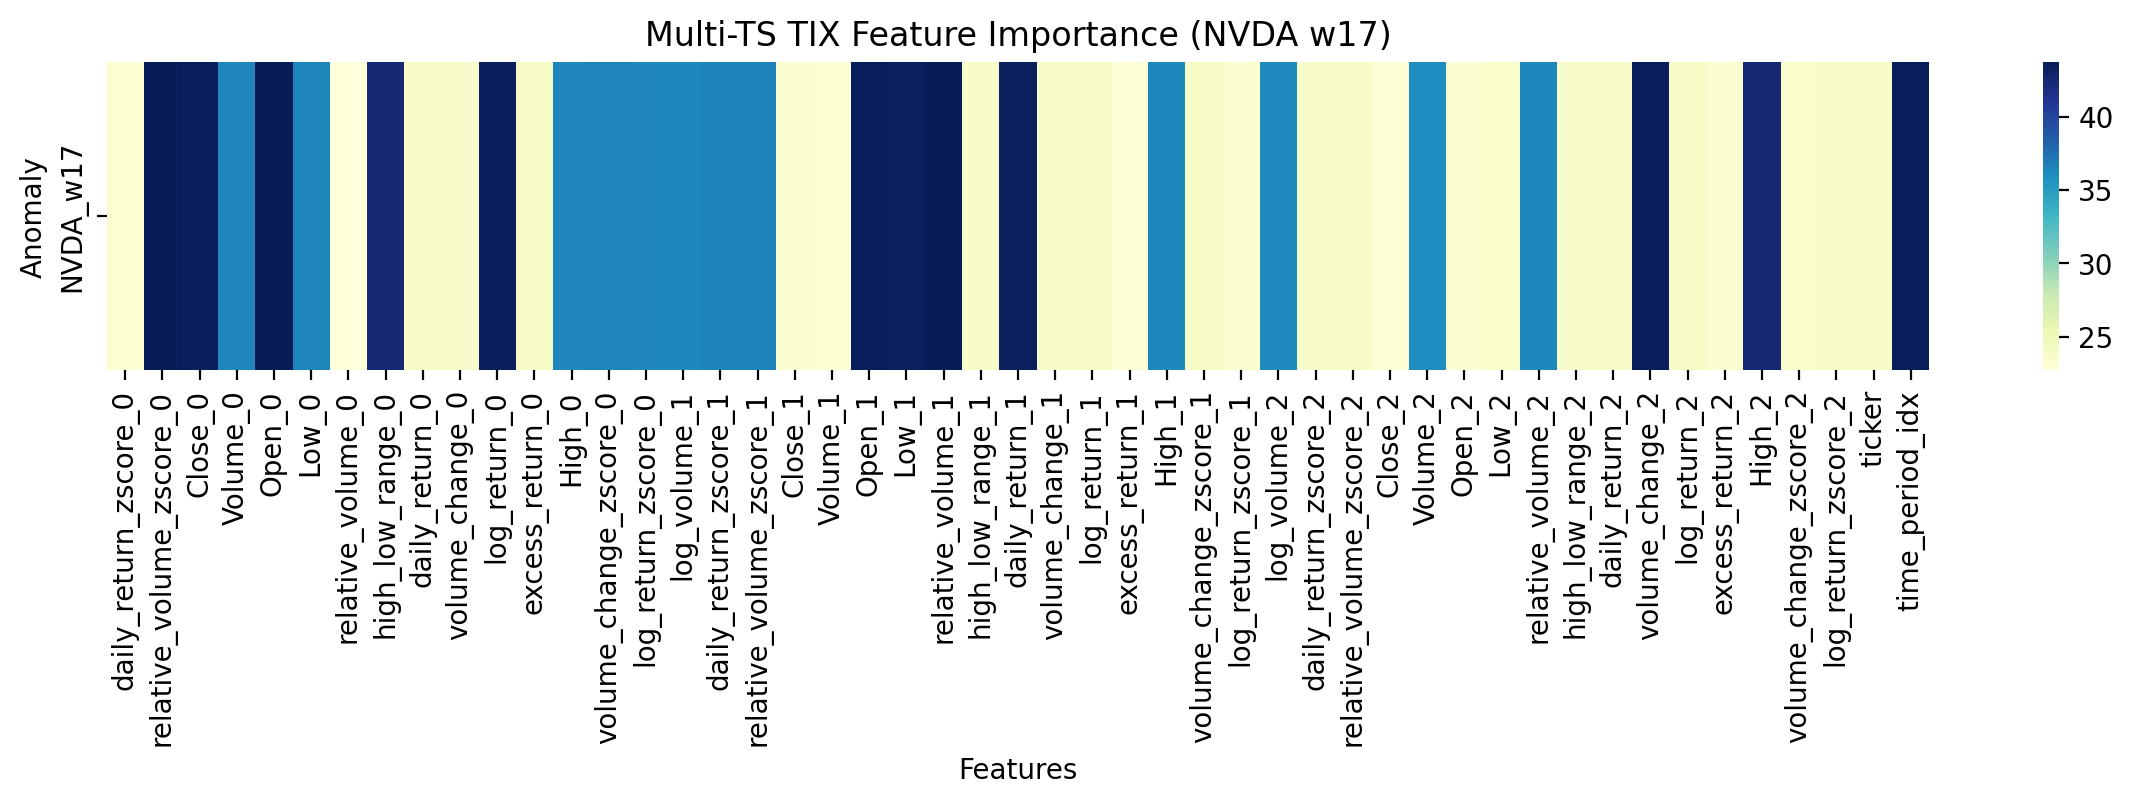 Multi-TS TIX Feature Importance (NVDA w17)
Anomaly
NVDA_w17
40
35
30
25
daily_return_zscore_0
relative_volume_zscore_0
Close_0
Volume_0
Open_0
Low_0
relative_volume_0
high_low_range_0
daily_return_0
volume_change_0
log_return_0
excess_return_0
High_0
volume_change_zscore_0
log_return_zscore_0
log_volume_1
daily_return_zscore_1
relative_volume_zscore_1
Close_1
Volume_1
Open_1
Low_1
relative_volume_1
high_low_range_1
daily_return_1
volume_change_1
log_return_1
excess_return_1
High_1
volume_change_zscore_1
log_return_zscore_1
log_volume_2
daily_return_zscore_2
relative_volume_zscore_2
Close_2
Volume_2
Open_2
Low_2
relative_volume_2
high_low_range_2
daily_return_2
volume_change_2
log_return_2
excess_return_2
High_2
volume_change_zscore_2
log_return_zscore_2
ticker
time_period_idx
Features